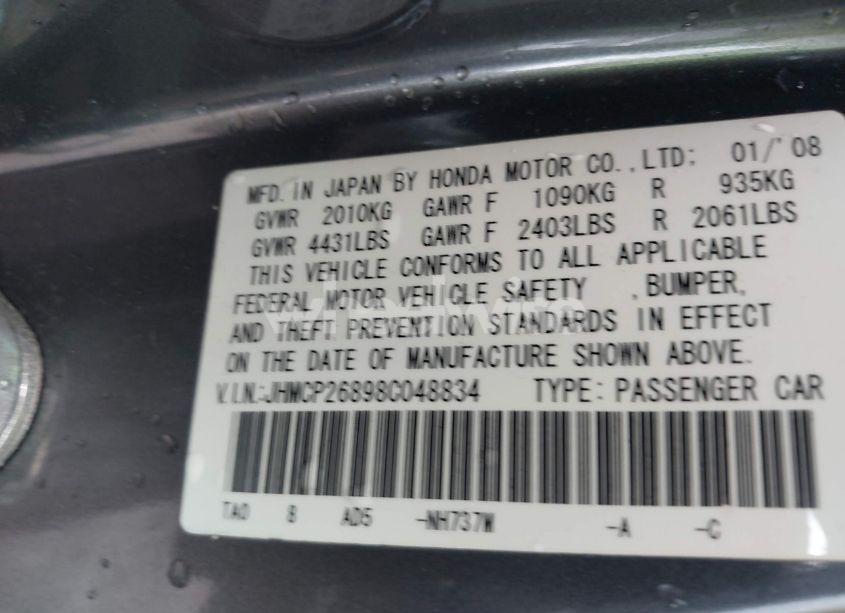 MFD. IN JAPAN BY HONDA MOTOR CO., LTD: 01/'08
GVWR 2010KG GAWR F 1090KG R 935KG
GVWR 4431LBS GAWR F 2403LBS R 2061LBS
THIS VEHICLE CONFORMS TO ALL APPLICABLE
FEDERAL MOTOR VEHICLE SAFETY , BUMPER,
AND THEFT PREVENTION STANDARDS IN EFFECT
ON THE DATE OF MANUFACTURE SHOWN ABOVE.
V.I.N.:JHMCP26898C048834 TYPE: PASSENGER CAR
TA0 B AD5 -NH737W -A -C